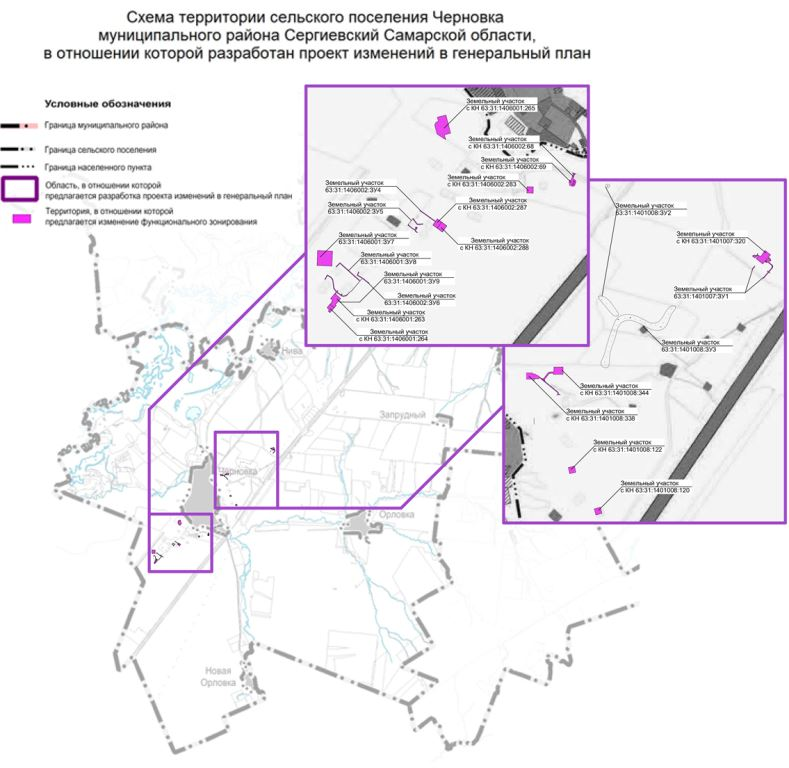 Схема территории сельского поселения Черновка
муниципального района Сергиевский Самарской области,
в отношении которой разработан проект изменений в генеральный план
Условные обозначения
Граница муниципального района
Граница сельского поселения
Граница населенного пункта
Область, в отношении которой
предлагается разработка проекта изменений в генеральный план
Территория, в отношении которой
предлагается изменение функционального зонирования
Земельный участок
с КН 63:31:1406001:265
Земельный участок
с КН 63:31:1406002:68
Земельный участок
с КН 63:31:1406002:69
Земельный участок
с КН 63:31:1406002:283
Земельный участок
63:31:1406002:ЗУ4
Земельный участок
63:31:1406002:ЗУ5
Земельный участок
с КН 63:31:1406002:287
Земельный участок
с КН 63:31:1406002:288
Земельный участок
63:31:1406001:ЗУ7
Земельный участок
63:31:1406001:ЗУ8
Земельный участок
63:31:1406001:ЗУ9
Земельный участок
63:31:1406002:ЗУ6
Земельный участок
с КН 63:31:1406001:263
Земельный участок
с КН 63:31:1406001:264
Земельный участок
63:31:1401008:ЗУ2
Земельный участок
с КН 63:31:1401007:320
Земельный участок
63:31:1401007:ЗУ1
Земельный участок
63:31:1401008:ЗУ3
Земельный участок
с КН 63:31:1401008:344
Земельный участок
с КН 63:31:1401008:338
Земельный участок
с КН 63:31:1401008:122
Земельный участок
с КН 63:31:1401008:120
Нива
Запрудный
Черновка
Орловка
Новая
Орловка